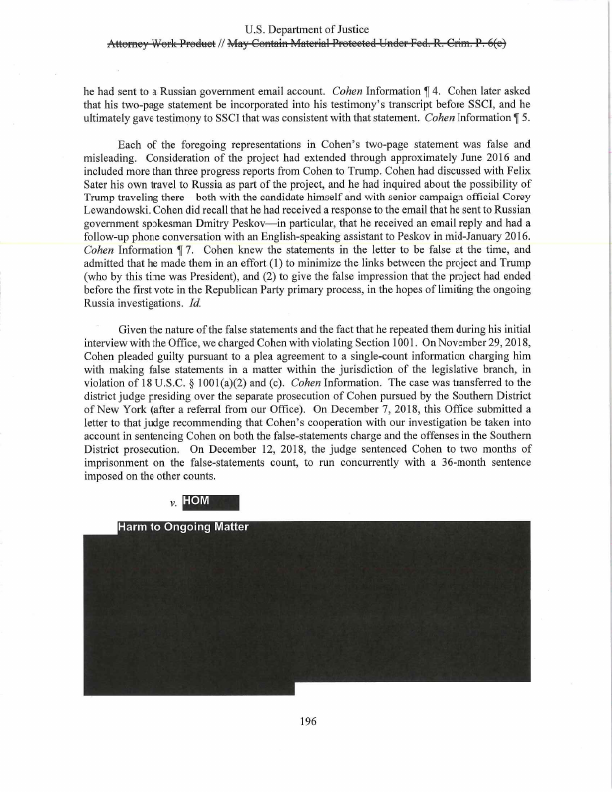 U.S. Department of Justice
Attorney Work Product // May Contain Material Protected Under Fed. R. Crim. P. 6(e)
he had sent to a Russian government email account. Cohen Information ¶ 4. Cohen later asked
that his two-page statement be incorporated into his testimony's transcript before SSCI, and he
ultimately gave testimony to SSCI that was consistent with that statement. Cohen Information ¶ 5.
Each of the foregoing representations in Cohen's two-page statement was false and
misleading. Consideration of the project had extended through approximately June 2016 and
included more than three progress reports from Cohen to Trump. Cohen had discussed with Felix
Sater his own travel to Russia as part of the project, and he had inquired about the possibility of
Trump traveling there both with the candidate himself and with senior campaign official Corey
Lewandowski. Cohen did recall that he had received a response to the email that he sent to Russian
government spokesman Dmitry Peskov—in particular, that he received an email reply and had a
follow-up phone conversation with an English-speaking assistant to Peskov in mid-January 2016.
Cohen Information ¶ 7. Cohen knew the statements in the letter to be false at the time, and
admitted that he made them in an effort (1) to minimize the links between the project and Trump
(who by this time was President), and (2) to give the false impression that the project had ended
before the first vote in the Republican Party primary process, in the hopes of limiting the ongoing
Russia investigations. Id.
Given the nature of the false statements and the fact that he repeated them during his initial
interview with the Office, we charged Cohen with violating Section 1001. On November 29, 2018,
Cohen pleaded guilty pursuant to a plea agreement to a single-count information charging him
with making false statements in a matter within the jurisdiction of the legislative branch, in
violation of 18 U.S.C. § 1001(a)(2) and (c). Cohen Information. The case was transferred to the
district judge presiding over the separate prosecution of Cohen pursued by the Southern District
of New York (after a referral from our Office). On December 7, 2018, this Office submitted a
letter to that judge recommending that Cohen's cooperation with our investigation be taken into
account in sentencing Cohen on both the false-statements charge and the offenses in the Southern
District prosecution. On December 12, 2018, the judge sentenced Cohen to two months of
imprisonment on the false-statements count, to run concurrently with a 36-month sentence
imposed on the other counts.
v. HOM
Harm to Ongoing Matter
196